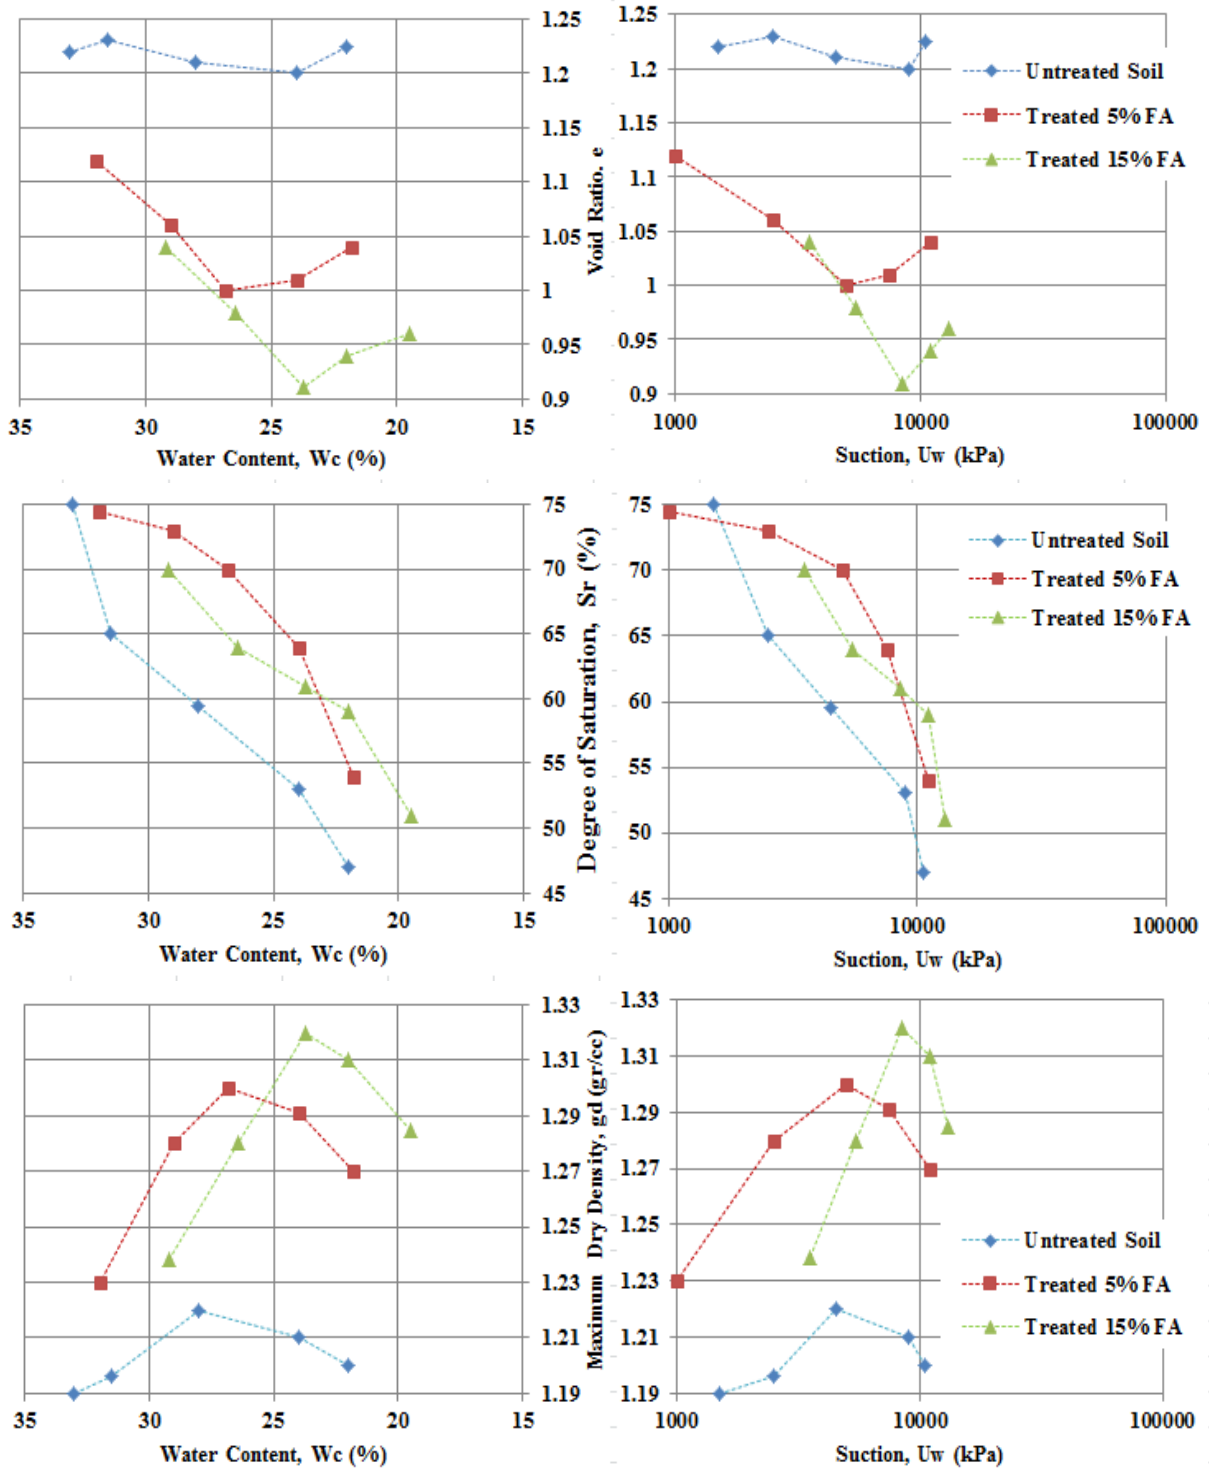 1.25
1.2
1.15
1.1
1.05
1
0.95
0.9
35 30 25 20 15
Water Content, Wc (%)
Void Ratio. e
1.25
1.2
1.15
1.1
1.05
1
0.95
0.9
1000 10000 100000
Suction, Uw (kPa)
Untreated Soil
Treated 5% FA
Treated 15% FA
75
70
65
60
55
50
45
35 30 25 20 15
Water Content, Wc (%)
Degree of Saturation, Sr (%)
75
70
65
60
55
50
45
1000 10000 100000
Suction, Uw (kPa)
Untreated Soil
Treated 5% FA
Treated 15% FA
1.33
1.31
1.29
1.27
1.25
1.23
1.21
1.19
35 30 25 20 15
Water Content, Wc (%)
Maximum Dry Density, gd (gr/cc)
1.33
1.31
1.29
1.27
1.25
1.23
1.21
1.19
1000 10000 100000
Suction, Uw (kPa)
Untreated Soil
Treated 5% FA
Treated 15% FA